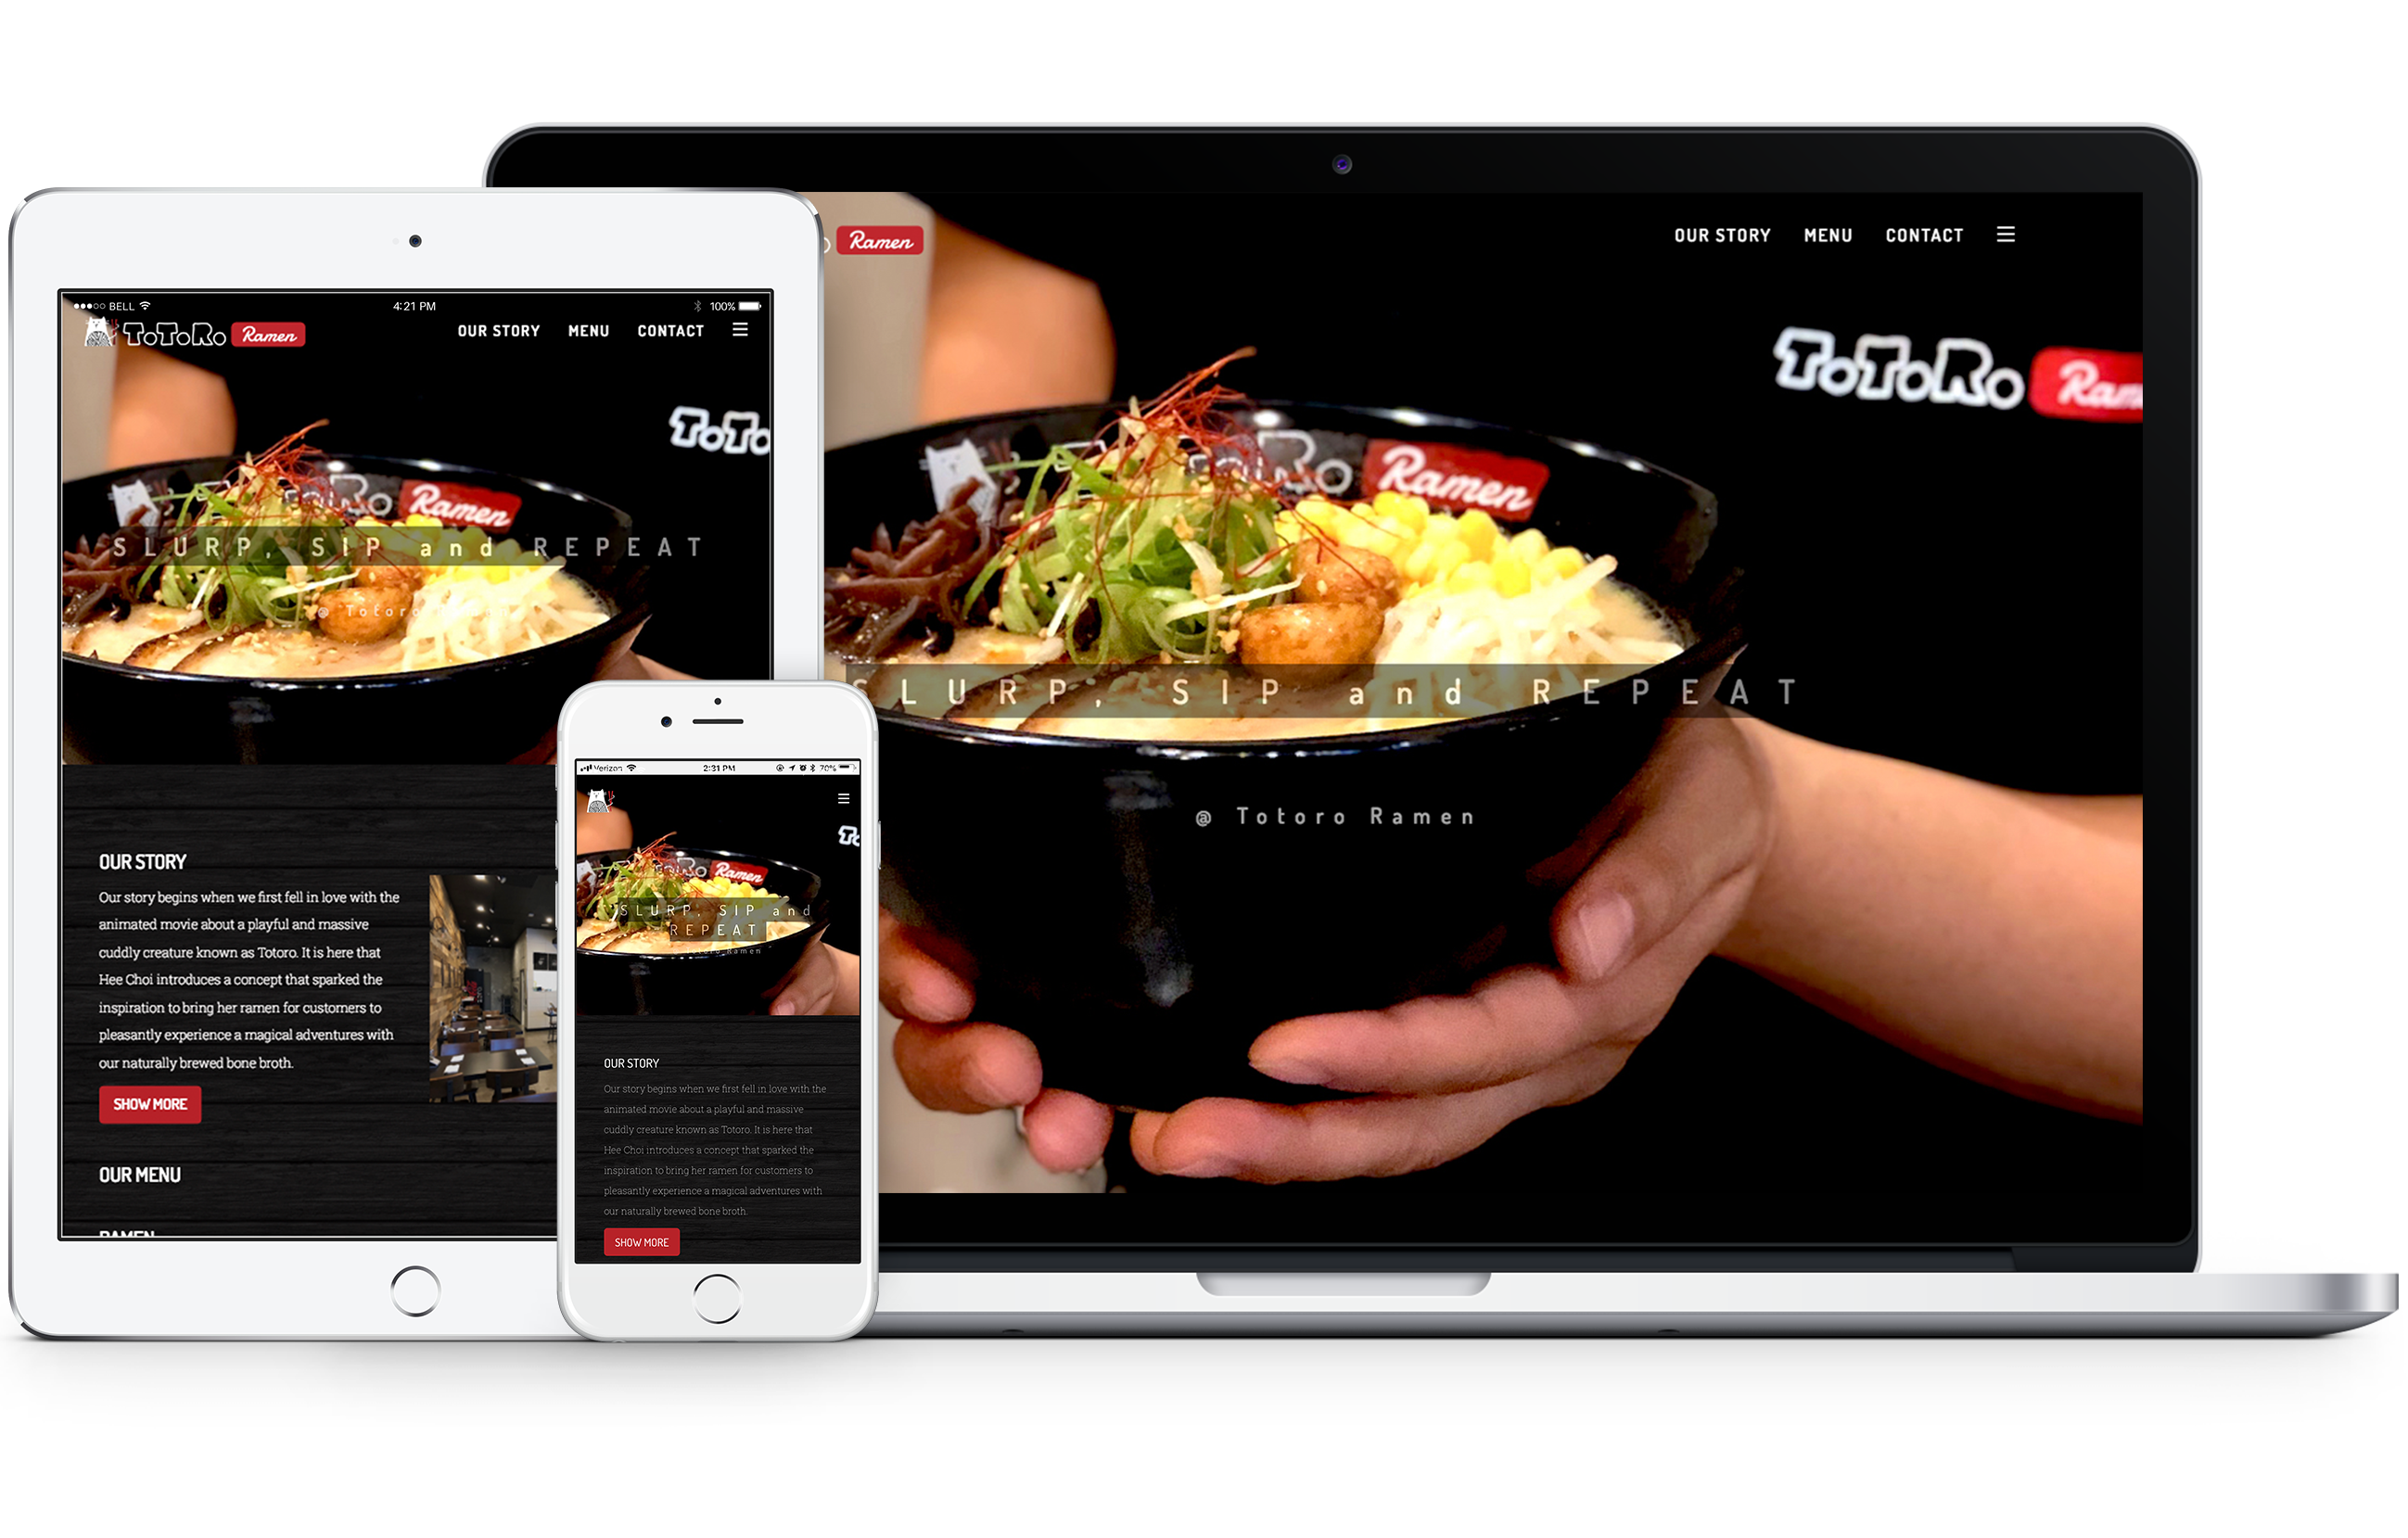 BELL 4:21 PM 100%
ToToRo Ramen OUR STORY MENU CONTACT
ToTo
Ro Ramen
SLURP, SIP and REPEAT
@ Totoro
OUR STORY
Our story begins when we first fell in love with the
animated movie about a playful and massive
cuddly creature known as Totoro. It is here that
Hee Choi introduces a concept that sparked the
inspiration to bring her ramen for customers to
pleasantly experience a magical adventures with
our naturally brewed bone broth.
SHOW MORE
OUR MENU
RAMEN
Verizon 2:31 PM 70%
To
Ro Ramen
SLURP, SIP and
REPEAT
Ramen
OUR STORY
Our story begins when we first fell in love with the
animated movie about a playful and massive
cuddly creature known as Totoro. It is here that
Hee Choi introduces a concept that sparked the
inspiration to bring her ramen for customers to
pleasantly experience a magical adventures with
our naturally brewed bone broth.
SHOW MORE
Ramen OUR STORY MENU CONTACT
ToToRo Ram
ToRo Ramen
SLURP, SIP and REPEAT
@ Totoro Ramen